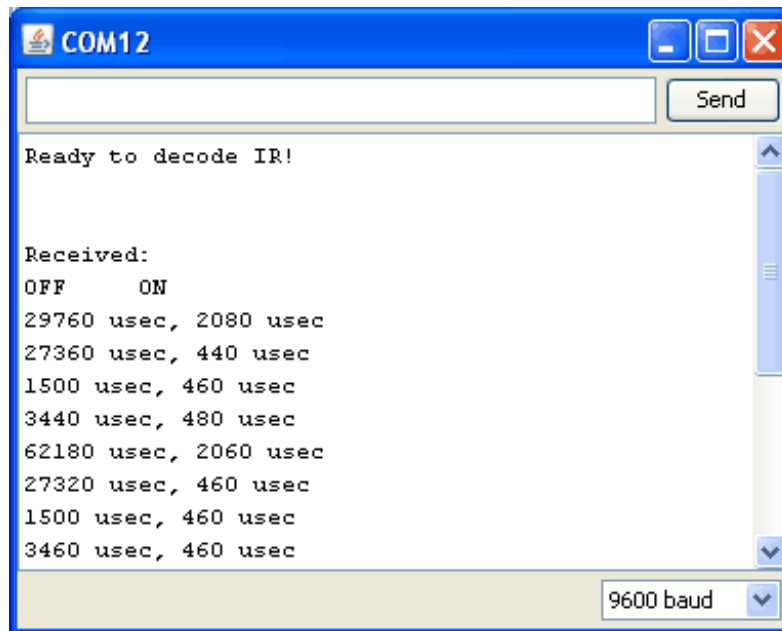 COM12
Send
Ready to decode IR!
Received:
OFF ON
29760 usec, 2080 usec
27360 usec, 440 usec
1500 usec, 460 usec
3440 usec, 480 usec
62180 usec, 2060 usec
27320 usec, 460 usec
1500 usec, 460 usec
3460 usec, 460 usec
9600 baud